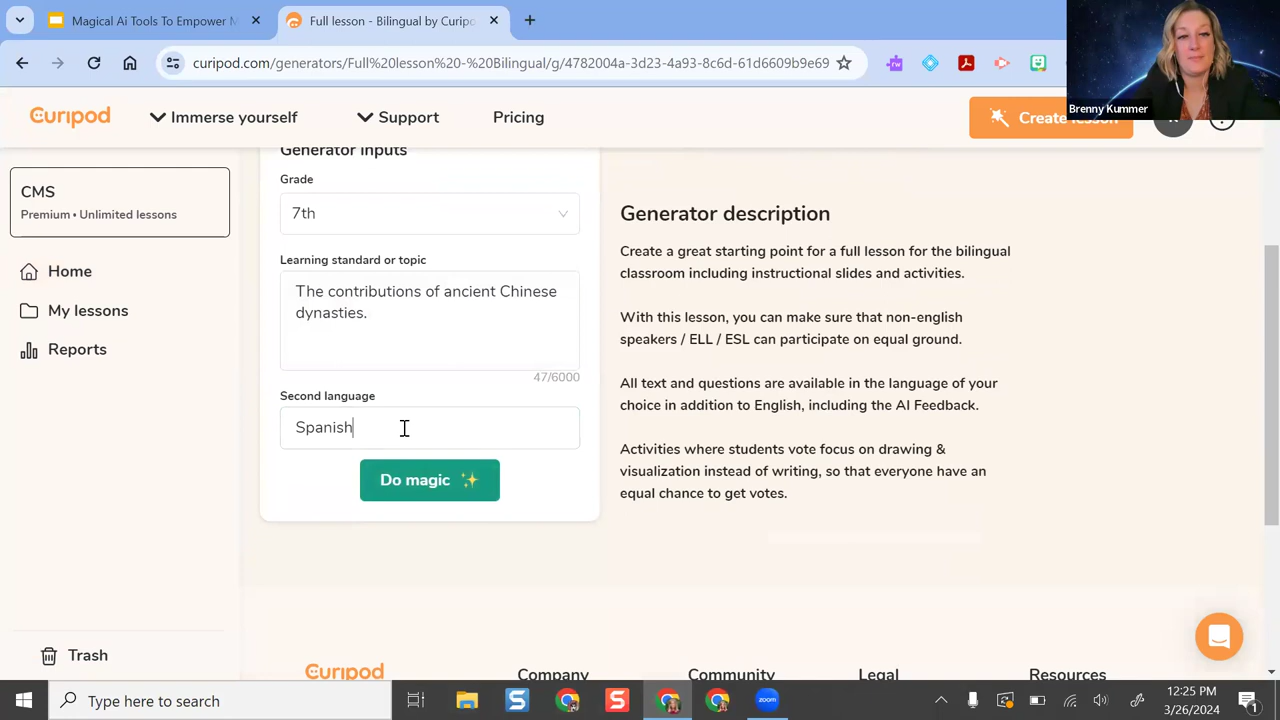 Magical Ai Tools To Empower M
Full lesson - Bilingual by Curipo
curipod.com/generators/Full%20lesson%20-%20Bilingual/g/4782004a-3d23-4a93-8c6d-61d6609b9e69
Brenny Kummer
Curipod
Immerse yourself
Support
Pricing
Create lesson
CMS
Premium • Unlimited lessons
Home
My lessons
Reports
Trash
Generator inputs
Grade
7th
Learning standard or topic
The contributions of ancient Chinese
dynasties.
47/6000
Second language
Spanish
Do magic
Generator description
Create a great starting point for a full lesson for the bilingual
classroom including instructional slides and activities.
With this lesson, you can make sure that non-english
speakers / ELL / ESL can participate on equal ground.
All text and questions are available in the language of your
choice in addition to English, including the AI Feedback.
Activities where students vote focus on drawing &
visualization instead of writing, so that everyone have an
equal chance to get votes.
Curipod
Company
Community
Legal
Resources
Type here to search
12:25 PM
3/26/2024
1